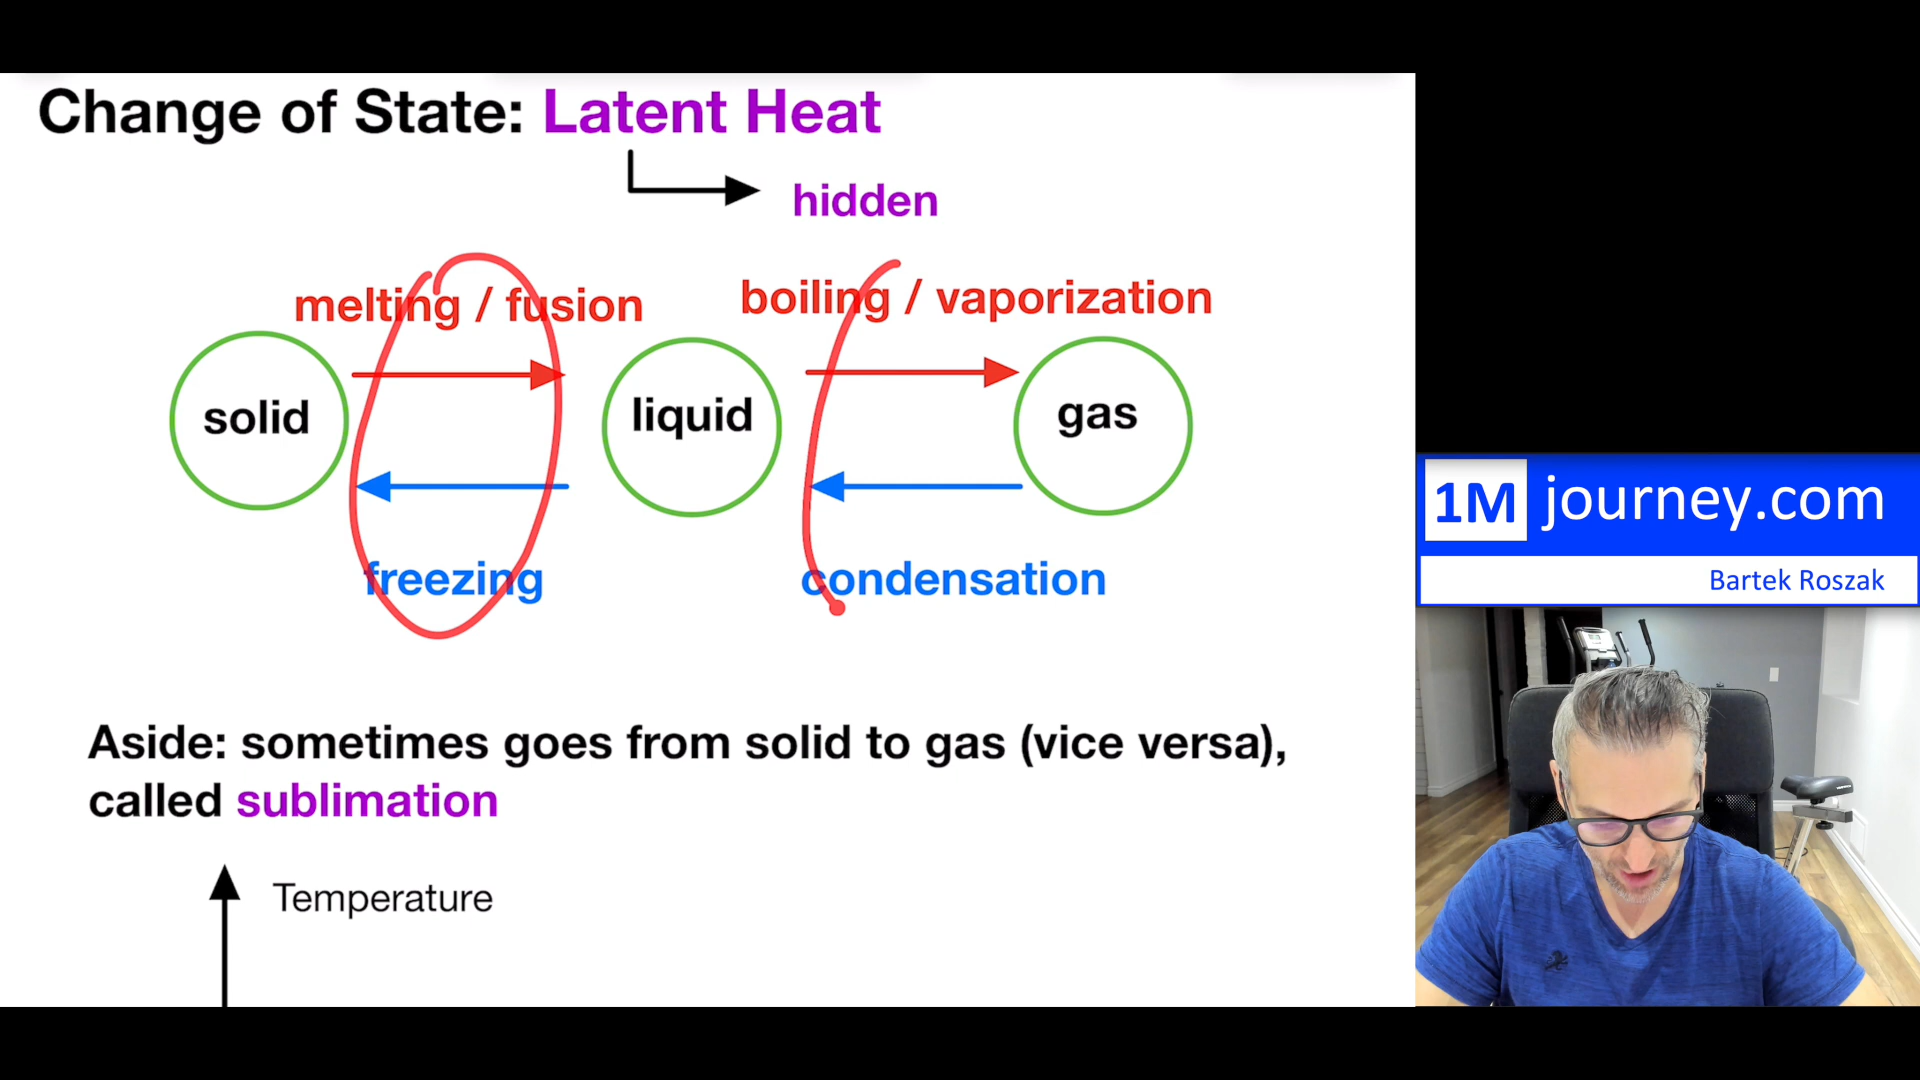 Change of State: Latent Heat
hidden
melting / fusion
boiling / vaporization
solid
liquid
gas
freezing
condensation
Aside: sometimes goes from solid to gas (vice versa),
called sublimation
Temperature
1M journey.com
Bartek Roszak